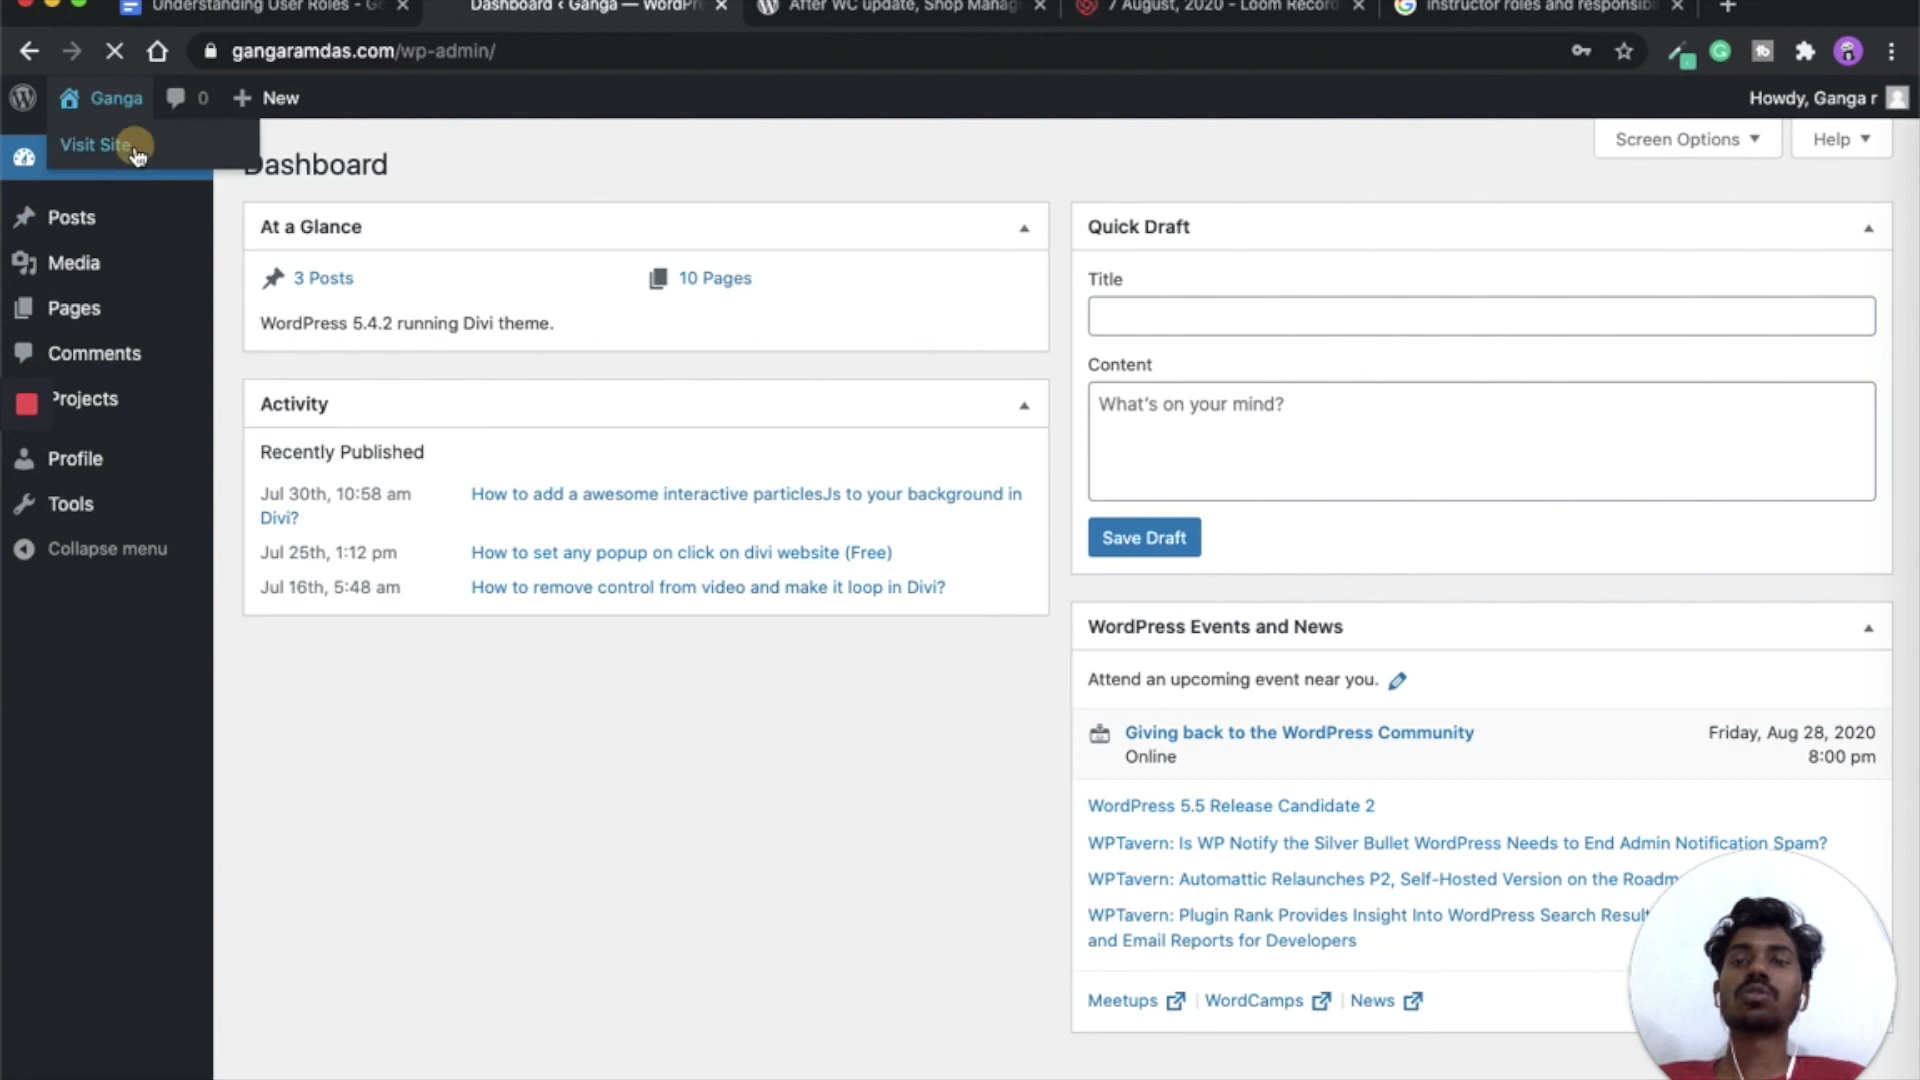 Understanding User Roles - Go
Dashboard ‹ Ganga — WordPr
After WC update, Shop Manag
7 August, 2020 - Loom Record
instructor roles and responsibi
gangaramdas.com/wp-admin/
Ganga
0
New
Howdy, Ganga r
Visit Site
Dashboard
Screen Options
Help
Posts
Media
Pages
Comments
Projects
Profile
Tools
Collapse menu
At a Glance
3 Posts
10 Pages
WordPress 5.4.2 running Divi theme.
Activity
Recently Published
Jul 30th, 10:58 am How to add a awesome interactive particlesJs to your background in
Divi?
Jul 25th, 1:12 pm How to set any popup on click on divi website (Free)
Jul 16th, 5:48 am How to remove control from video and make it loop in Divi?
Quick Draft
Title
Content
What's on your mind?
Save Draft
WordPress Events and News
Attend an upcoming event near you.
Giving back to the WordPress Community
Friday, Aug 28, 2020
Online
8:00 pm
WordPress 5.5 Release Candidate 2
WPTavern: Is WP Notify the Silver Bullet WordPress Needs to End Admin Notification Spam?
WPTavern: Automattic Relaunches P2, Self-Hosted Version on the Roadm
WPTavern: Plugin Rank Provides Insight Into WordPress Search Result
and Email Reports for Developers
Meetups | WordCamps | News